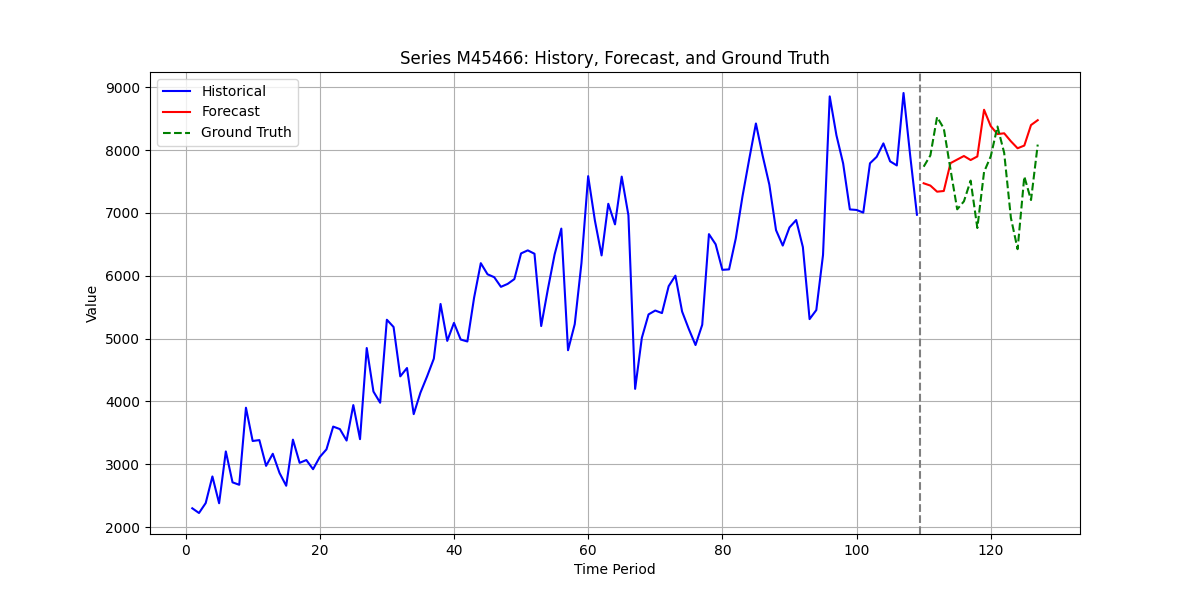 Series M45466: History, Forecast, and Ground Truth
Historical
Forecast
Ground Truth
9000
8000
7000
6000
5000
4000
3000
2000
Value
0 20 40 60 80 100 120
Time Period